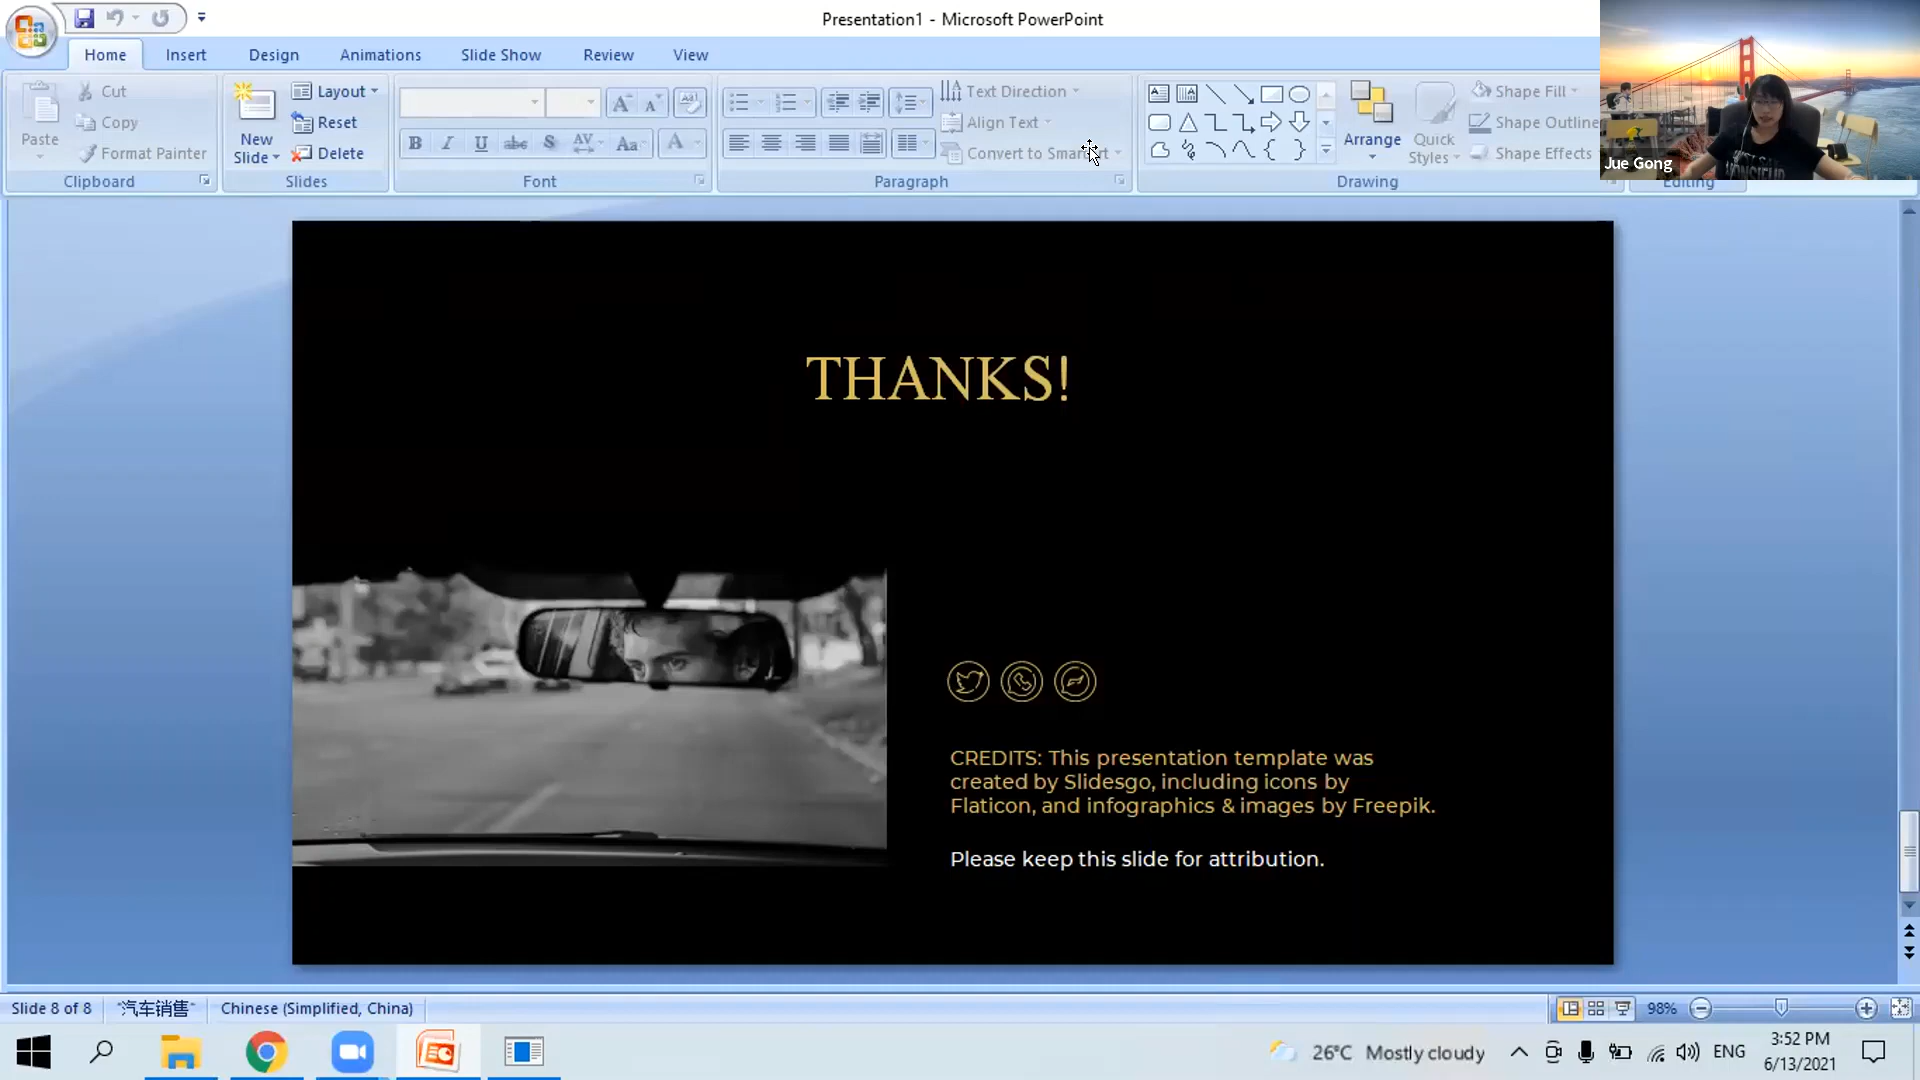 Presentation1 - Microsoft PowerPoint
Home Insert Design Animations Slide Show Review View
Paste
Cut
Copy
Format Painter
Clipboard
New
Slide
Layout
Reset
Delete
Slides
B I U abc S AV Aa A
Font
Text Direction
Align Text
Paragraph
Arrange
Quick
Styles
Shape Fill
Shape Outline
Shape Effects
Drawing
Editing
Jue Gong
THANKS!
CREDITS: This presentation template was
created by Slidesgo, including icons by
Flaticon, and infographics & images by Freepik.
Please keep this slide for attribution.
Slide 8 of 8 "汽车销售" Chinese (Simplified, China) 98%
26°C Mostly cloudy ENG
3:52 PM
6/13/2021